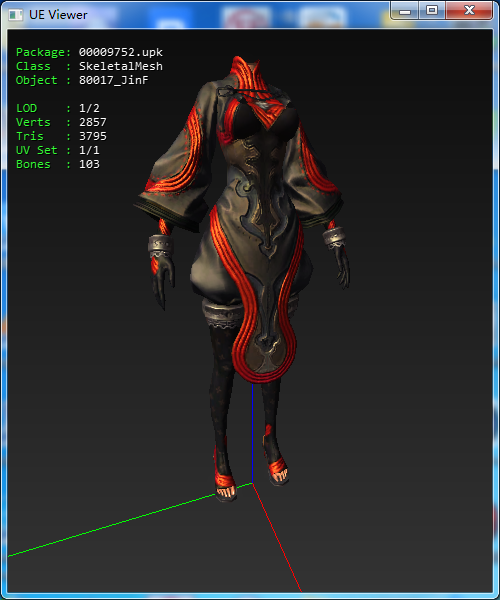 UE Viewer
Package: 00009752.upk
Class  : SkeletalMesh
Object : 80017_JinF
LOD    : 1/2
Verts  : 2857
Tris   : 3795
UV Set : 1/1
Bones  : 103